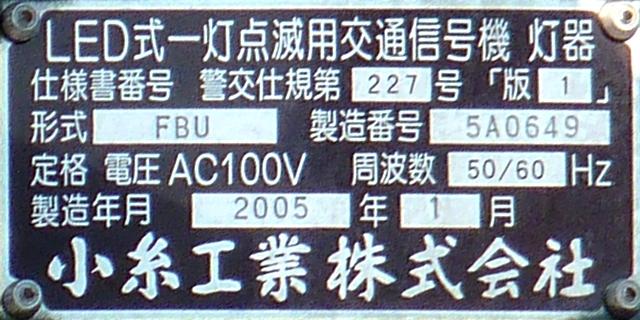 LED式一灯点滅用交通信号機 灯器
仕様書番号 警交仕規第 227 号 「版 1 」
形式 FBU 製造番号 5A0649
定格 電圧 AC100V 周波数 50/60 Hz
製造年月 2005 年 1 月
小糸工業株式会社